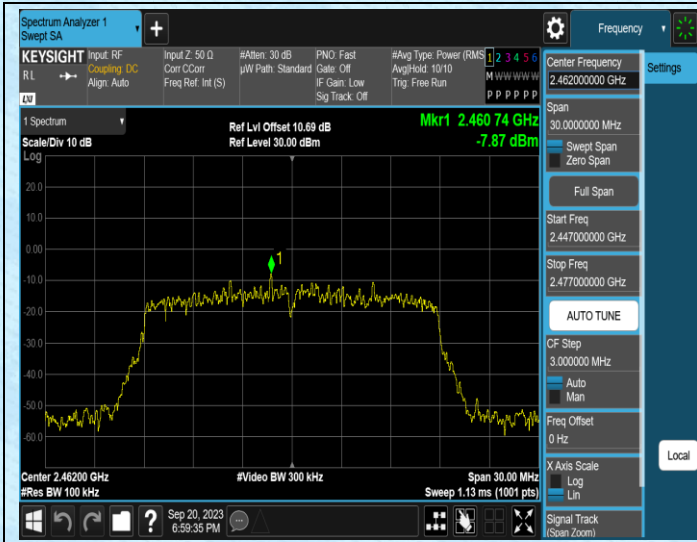 Spectrum Analyzer 1
Swept SA
Frequency
KEYSIGHT
RL
LXI
Input: RF
Coupling: DC
Align: Auto
Input Z: 50 Ω
Corr CCorr
Freq Ref: Int (S)
#Atten: 30 dB
µW Path: Standard
PNO: Fast
Gate: Off
IF Gain: Low
Sig Track: Off
#Avg Type: Power (RMS
Avg|Hold: 10/10
Trig: Free Run
1 2 3 4 5 6
M W W W W W
P P P P P P
1 Spectrum
Scale/Div 10 dB
Log
Ref Lvl Offset 10.69 dB
Ref Level 30.00 dBm
Mkr1 2.460 74 GHz
-7.87 dBm
20.0
10.0
0.00
-10.0
-20.0
-30.0
-40.0
-50.0
-60.0
1
Center 2.46200 GHz
#Res BW 100 kHz
#Video BW 300 kHz
Span 30.00 MHz
Sweep 1.13 ms (1001 pts)
Sep 20, 2023
6:59:35 PM
Center Frequency
2.462000000 GHz
Span
30.0000000 MHz
Swept Span
Zero Span
Full Span
Start Freq
2.447000000 GHz
Stop Freq
2.477000000 GHz
AUTO TUNE
CF Step
3.000000 MHz
Auto
Man
Freq Offset
0 Hz
X Axis Scale
Log
Lin
Signal Track
(Span Zoom)
Settings
Local